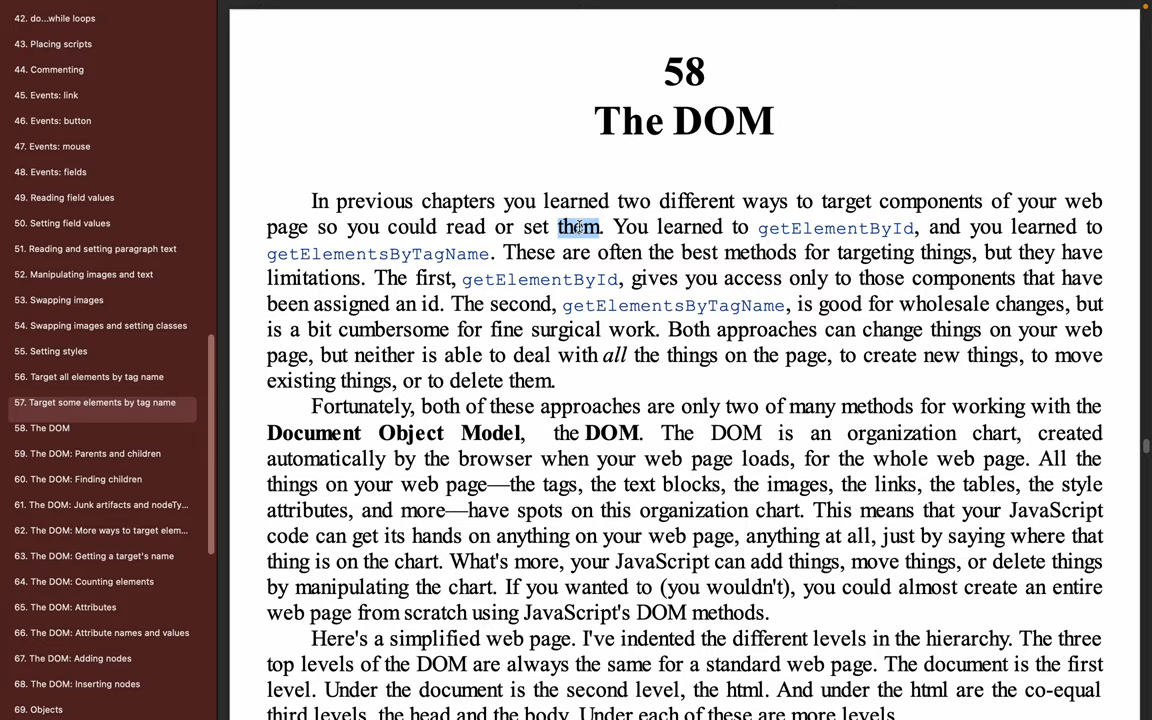 42. do...while loops
43. Placing scripts
44. Commenting
45. Events: link
46. Events: button
47. Events: mouse
48. Events: fields
49. Reading field values
50. Setting field values
51. Reading and setting paragraph text
52. Manipulating images and text
53. Swapping images
54. Swapping images and setting classes
55. Setting styles
56. Target all elements by tag name
57. Target some elements by tag name
58. The DOM
59. The DOM: Parents and children
60. The DOM: Finding children
61. The DOM: Junk artifacts and nodeTy...
62. The DOM: More ways to target elem...
63. The DOM: Getting a target's name
64. The DOM: Counting elements
65. The DOM: Attributes
66. The DOM: Attribute names and values
67. The DOM: Adding nodes
68. The DOM: Inserting nodes
69. Objects
58
The DOM
In previous chapters you learned two different ways to target components of your web
page so you could read or set them. You learned to getElementById, and you learned to
getElementsByTagName. These are often the best methods for targeting things, but they have
limitations. The first, getElementById, gives you access only to those components that have
been assigned an id. The second, getElementsByTagName, is good for wholesale changes, but
is a bit cumbersome for fine surgical work. Both approaches can change things on your web
page, but neither is able to deal with all the things on the page, to create new things, to move
existing things, or to delete them.
Fortunately, both of these approaches are only two of many methods for working with the
Document Object Model, the DOM. The DOM is an organization chart, created
automatically by the browser when your web page loads, for the whole web page. All the
things on your web page—the tags, the text blocks, the images, the links, the tables, the style
attributes, and more—have spots on this organization chart. This means that your JavaScript
code can get its hands on anything on your web page, anything at all, just by saying where that
thing is on the chart. What's more, your JavaScript can add things, move things, or delete things
by manipulating the chart. If you wanted to (you wouldn't), you could almost create an entire
web page from scratch using JavaScript's DOM methods.
Here's a simplified web page. I've indented the different levels in the hierarchy. The three
top levels of the DOM are always the same for a standard web page. The document is the first
level. Under the document is the second level, the html. And under the html are the co-equal
third levels, the head and the body. Under each of these are more levels.